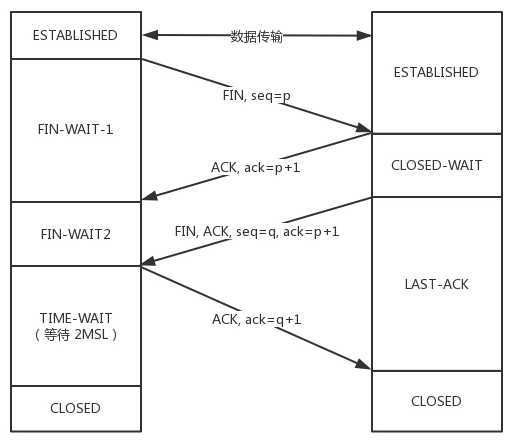 ESTABLISHED
数据传输
ESTABLISHED
FIN, seq=p
FIN-WAIT-1
ACK, ack=p+1
CLOSED-WAIT
FIN-WAIT2
FIN, ACK, seq=q, ack=p+1
LAST-ACK
TIME-WAIT
（等待 2MSL）
ACK, ack=q+1
CLOSED
CLOSED